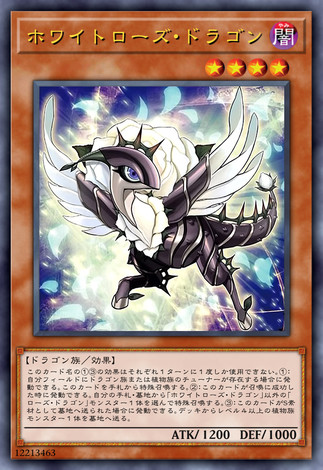 ホワイトローズ・ドラゴン
やみ
闇
【ドラゴン族/効果】
このカード名の①③の効果はそれぞれ1ターンに1度しか使用できない。①:
自分フィールドにドラゴン族または植物族のチューナーが存在する場合に発
動できる。このカードを手札から特殊召喚する。②:このカードが召喚に成功し
た時に発動できる。自分の手札・墓地から「ホワイトローズ・ドラゴン」以外の「
ローズ・ドラゴン」モンスター1体を選んで特殊召喚する。③:このカードがS素
材として墓地へ送られた場合に発動できる。デッキからレベル4以上の植物族
モンスター1体を墓地へ送る。
ATK/1200 DEF/1000
12213463